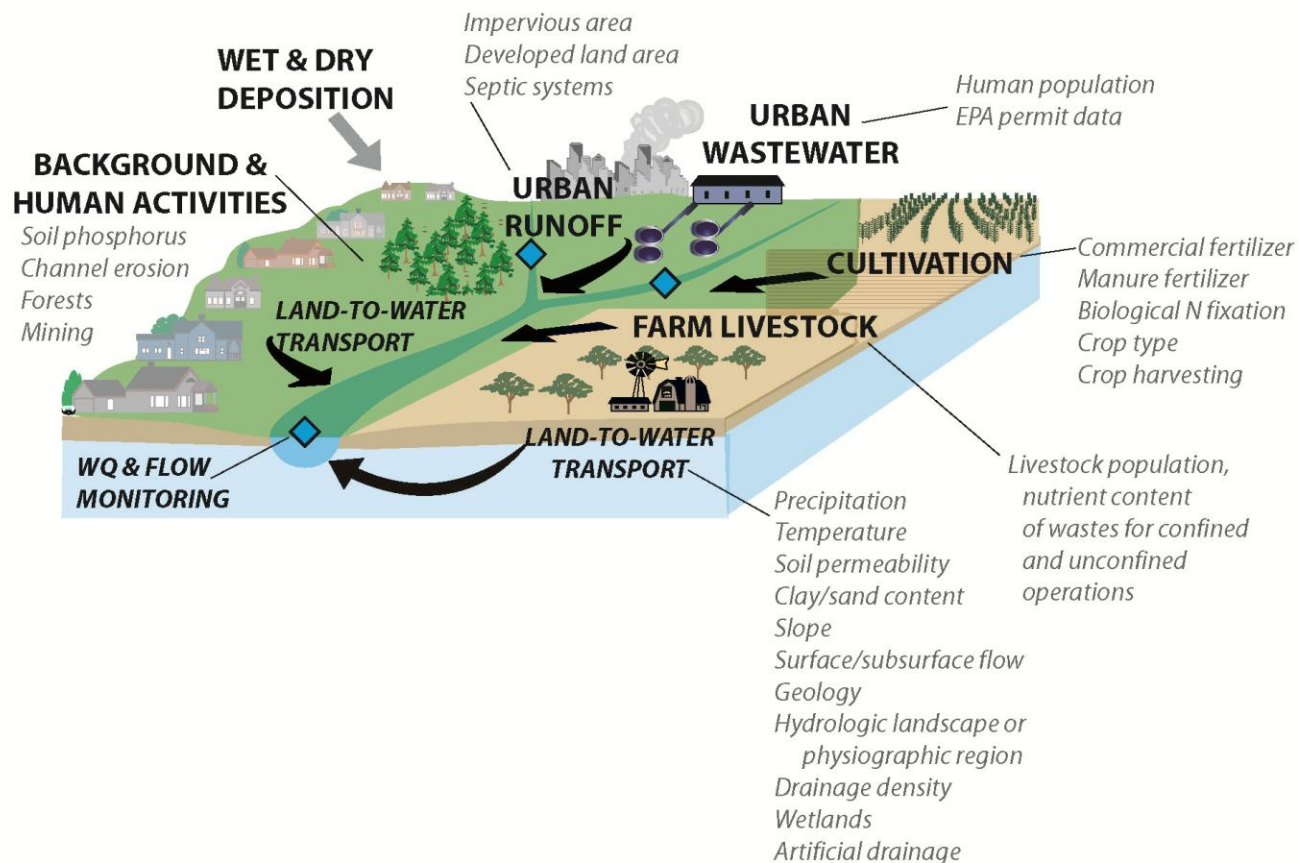 Impervious area
Developed land area
Septic systems
WET & DRY
DEPOSITION
Human population
EPA permit data
URBAN
WASTEWATER
BACKGROUND &
HUMAN ACTIVITIES
Soil phosphorus
Channel erosion
Forests
Mining
URBAN
RUNOFF
CULTIVATION
Commercial fertilizer
Manure fertilizer
Biological N fixation
Crop type
Crop harvesting
LAND-TO-WATER
TRANSPORT
FARM LIVESTOCK
WQ & FLOW
MONITORING
LAND-TO-WATER
TRANSPORT
Livestock population,
nutrient content
of wastes for confined
and unconfined
operations
Precipitation
Temperature
Soil permeability
Clay/sand content
Slope
Surface/subsurface flow
Geology
Hydrologic landscape or
physiographic region
Drainage density
Wetlands
Artificial drainage